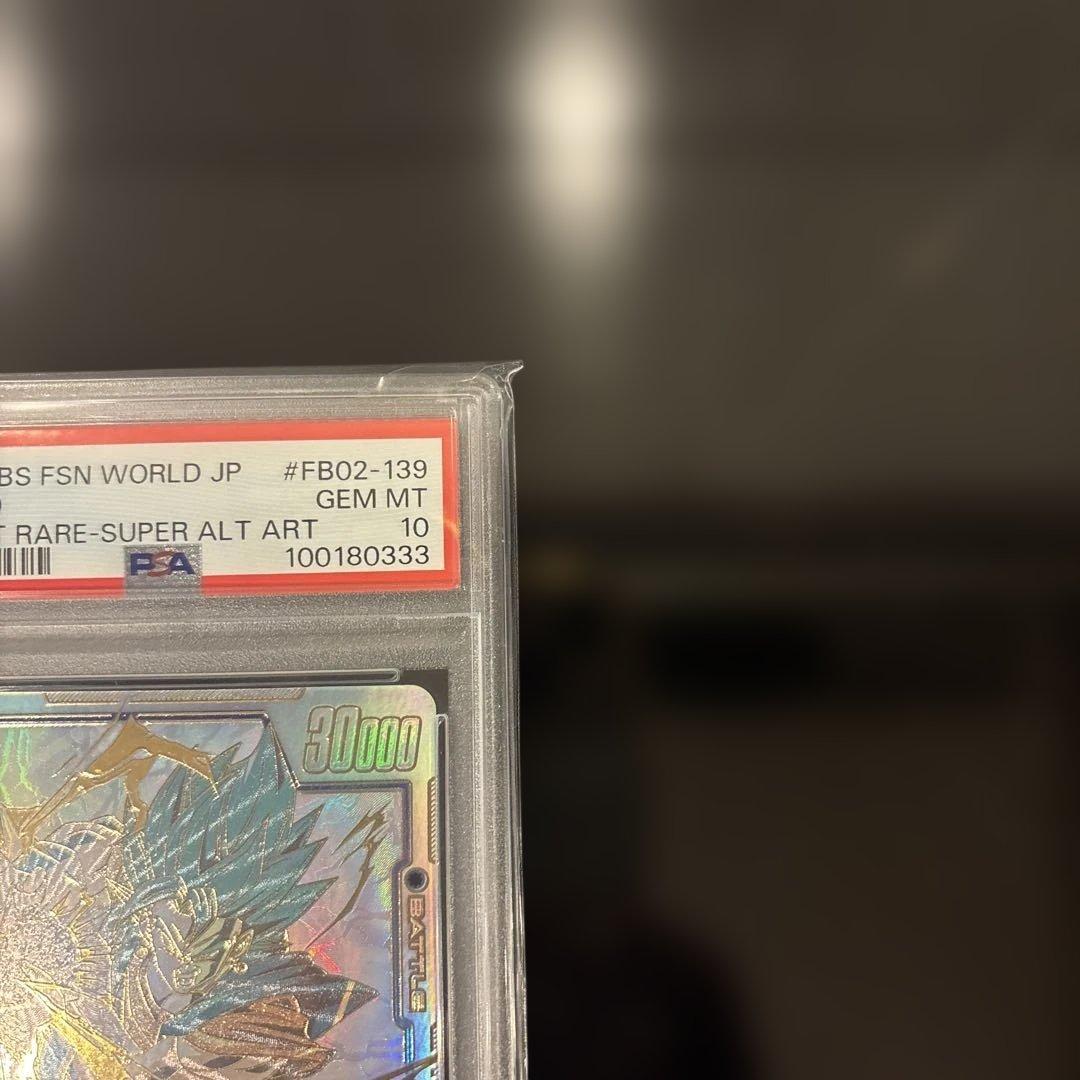 BS FSN WORLD JP #FB02-139
GEM MT
T RARE-SUPER ALT ART 10
PSA 100180333
30000
BATTLE